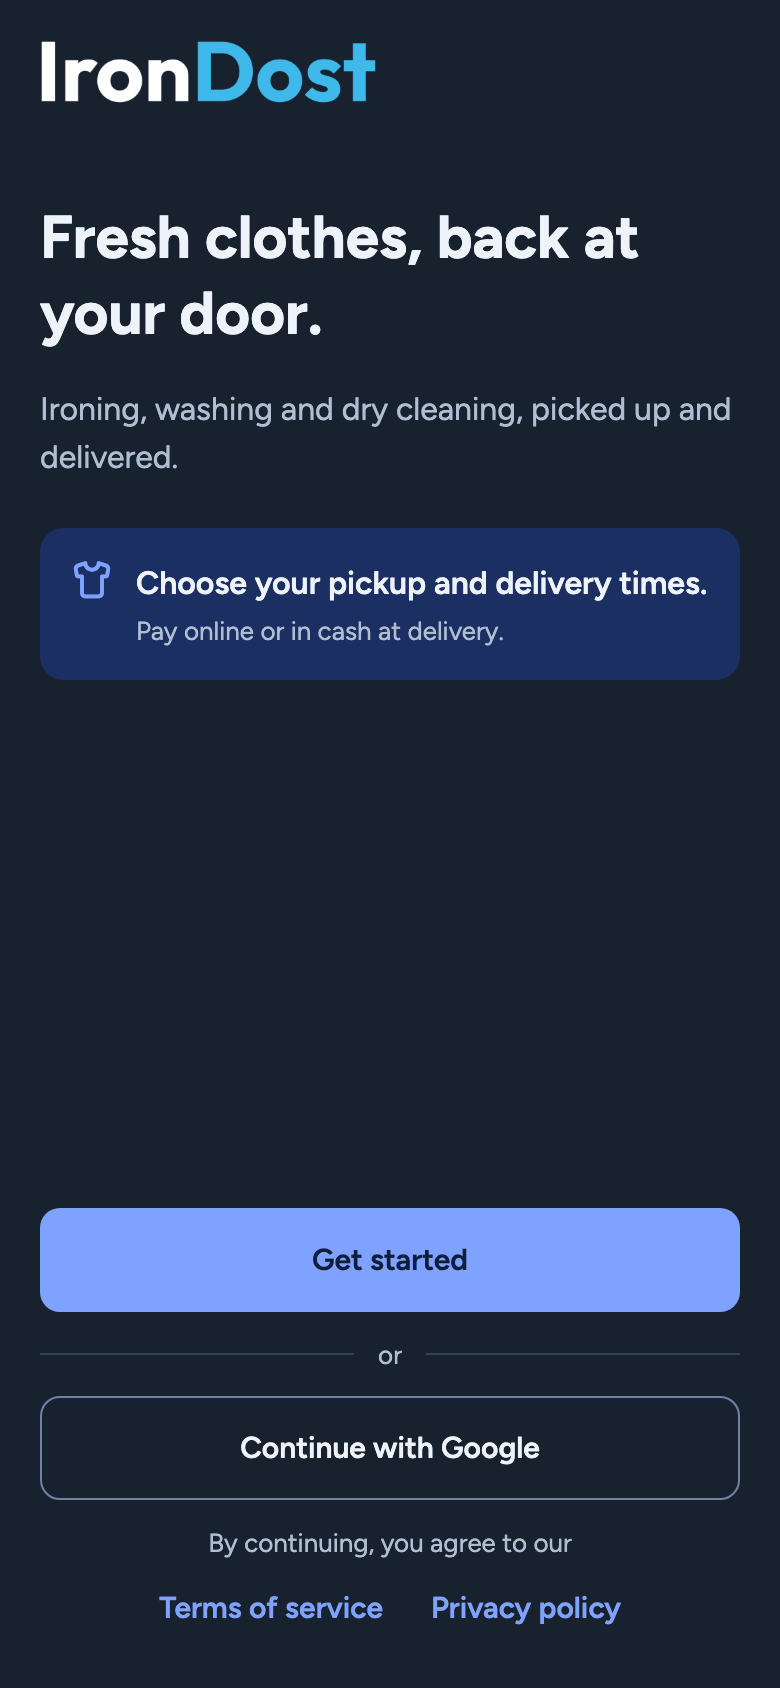 IronDost
Fresh clothes, back at
your door.
Ironing, washing and dry cleaning, picked up and
delivered.
Choose your pickup and delivery times.
Pay online or in cash at delivery.
Get started
or
Continue with Google
By continuing, you agree to our
Terms of service Privacy policy